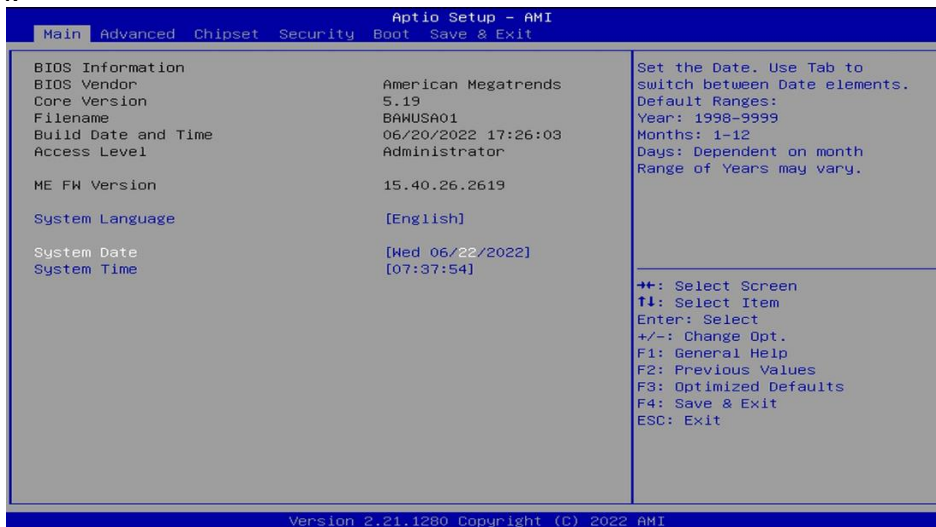 Aptio Setup – AMI
Main Advanced Chipset Security Boot Save & Exit
BIOS Information
BIOS Vendor American Megatrends
Core Version 5.19
Filename BAWUSA01
Build Date and Time 06/20/2022 17:26:03
Access Level Administrator
ME FW Version 15.40.26.2619
System Language [English]
System Date [Wed 06/22/2022]
System Time [07:37:54]
Set the Date. Use Tab to
switch between Date elements.
Default Ranges:
Year: 1998-9999
Months: 1-12
Days: Dependent on month
Range of Years may vary.
→←: Select Screen
↑↓: Select Item
Enter: Select
+/-: Change Opt.
F1: General Help
F2: Previous Values
F3: Optimized Defaults
F4: Save & Exit
ESC: Exit
Version 2.21.1280 Copyright (C) 2022 AMI